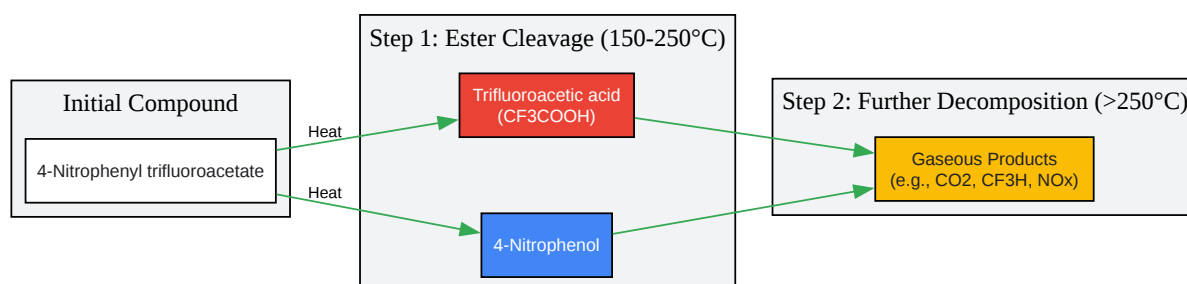 Initial Compound
4-Nitrophenyl trifluoroacetate
Heat
Heat
Step 1: Ester Cleavage (150-250°C)
Trifluoroacetic acid
(CF3COOH)
4-Nitrophenol
Step 2: Further Decomposition (>250°C)
Gaseous Products
(e.g., CO2, CF3H, NOx)